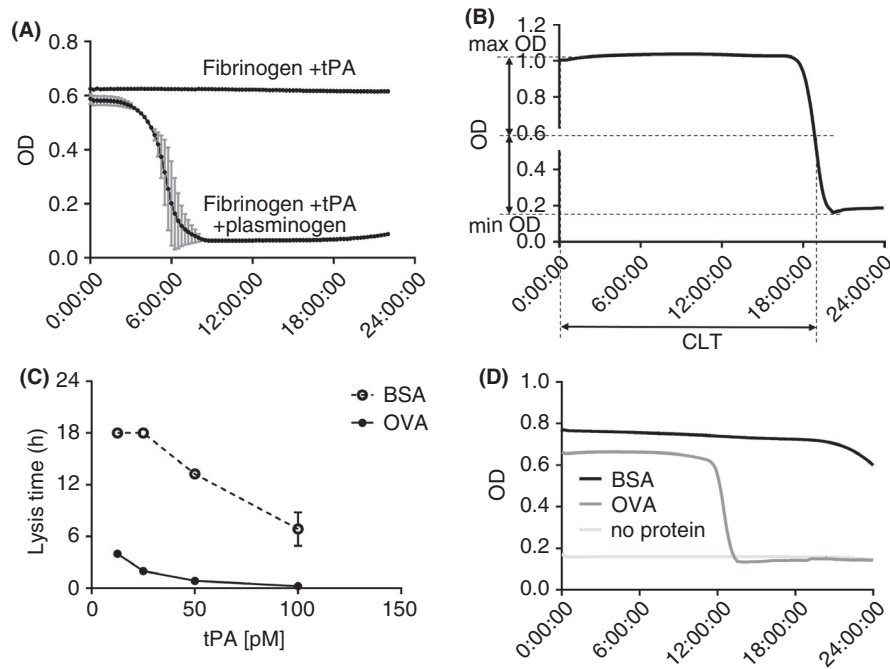 (A)
0.8
0.6
0.4
0.2
0.0
OD
Fibrinogen +tPA
Fibrinogen +tPA
+plasminogen
0:00:00
6:00:00
12:00:00
18:00:00
24:00:00
(B)
1.2
max OD
1.0
0.6
0.4
0.2
min OD
0.0
OD
0:00:00
6:00:00
12:00:00
18:00:00
24:00:00
CLT
(C)
24
18
12
6
0
Lysis time (h)
BSA
OVA
0
50
100
150
tPA [pM]
(D)
1.0
0.8
0.6
0.4
0.2
0.0
OD
BSA
OVA
no protein
0:00:00
6:00:00
12:00:00
18:00:00
24:00:00